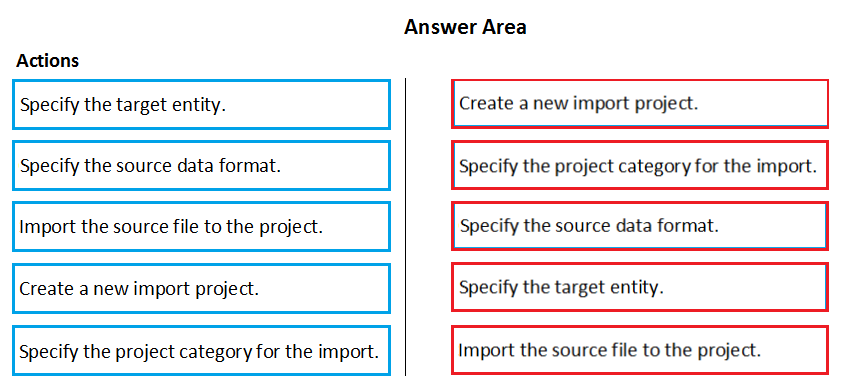 Answer Area
Actions
Specify the target entity.
Specify the source data format.
Import the source file to the project.
Create a new import project.
Specify the project category for the import.
Create a new import project.
Specify the project category for the import.
Specify the source data format.
Specify the target entity.
Import the source file to the project.